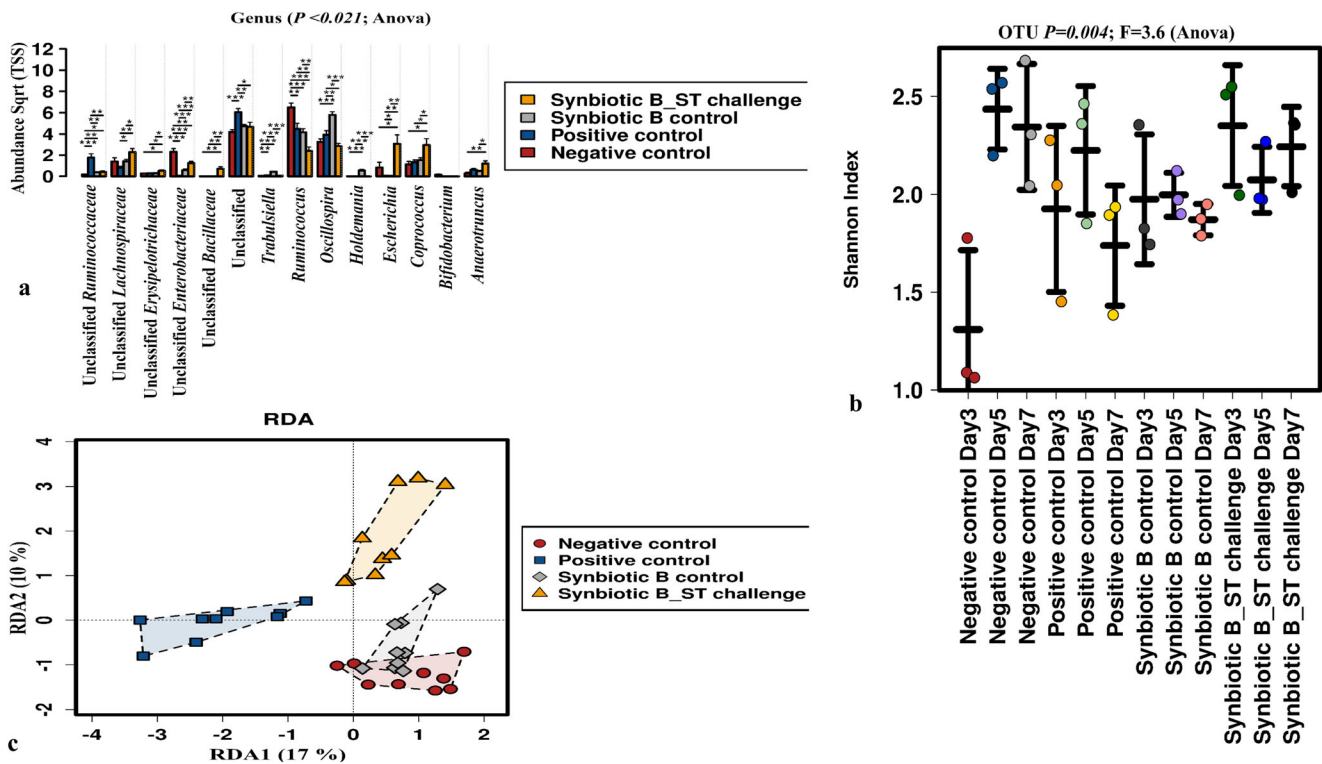 Genus (P <0.021; Anova)
Abundance Sqrt (TSS)
12
10
8
6
4
2
0
Unclassified Ruminococcaceae
Unclassified Lachnospiraceae
Unclassified Erysipelotrichaceae
Unclassified Enterobacteriaceae
Unclassified Bacillaceae
Unclassified
Trabulsiella
Ruminococcus
Oscillospira
Holdemania
Escherichia
Coprococcus
Bifidobacterium
Anaerotruncus
Synbiotic B_ST challenge
Synbiotic B control
Positive control
Negative control
a
OTU P=0.004; F=3.6 (Anova)
Shannon Index
2.5
2.0
1.5
1.0
Negative control Day3
Negative control Day5
Negative control Day7
Positive control Day3
Positive control Day5
Positive control Day7
Synbiotic B control Day3
Synbiotic B control Day5
Synbiotic B control Day7
Synbiotic B_ST challenge Day3
Synbiotic B_ST challenge Day5
Synbiotic B_ST challenge Day7
b
RDA
RDA2 (10 %)
4
3
2
1
0
-1
-2
-4 -3 -2 -1 0 1 2
RDA1 (17 %)
Negative control
Positive control
Synbiotic B control
Synbiotic B_ST challenge
c